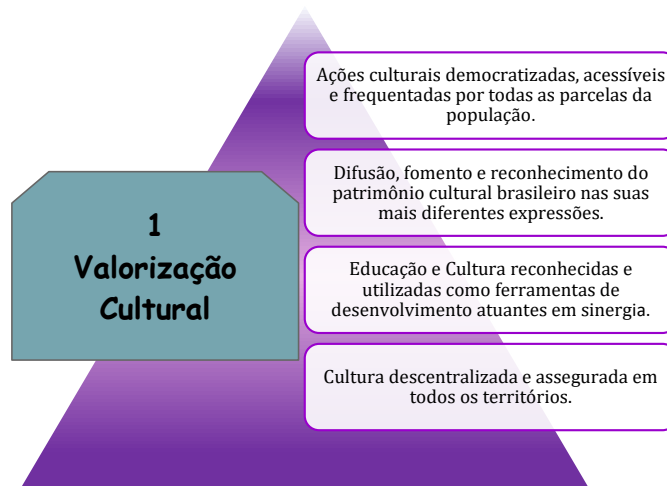 1
Valorização
Cultural
Ações culturais democratizadas, acessíveis
e frequentadas por todas as parcelas da
população.
Difusão, fomento e reconhecimento do
patrimônio cultural brasileiro nas suas
mais diferentes expressões.
Educação e Cultura reconhecidas e
utilizadas como ferramentas de
desenvolvimento atuantes em sinergia.
Cultura descentralizada e assegurada em
todos os territórios.